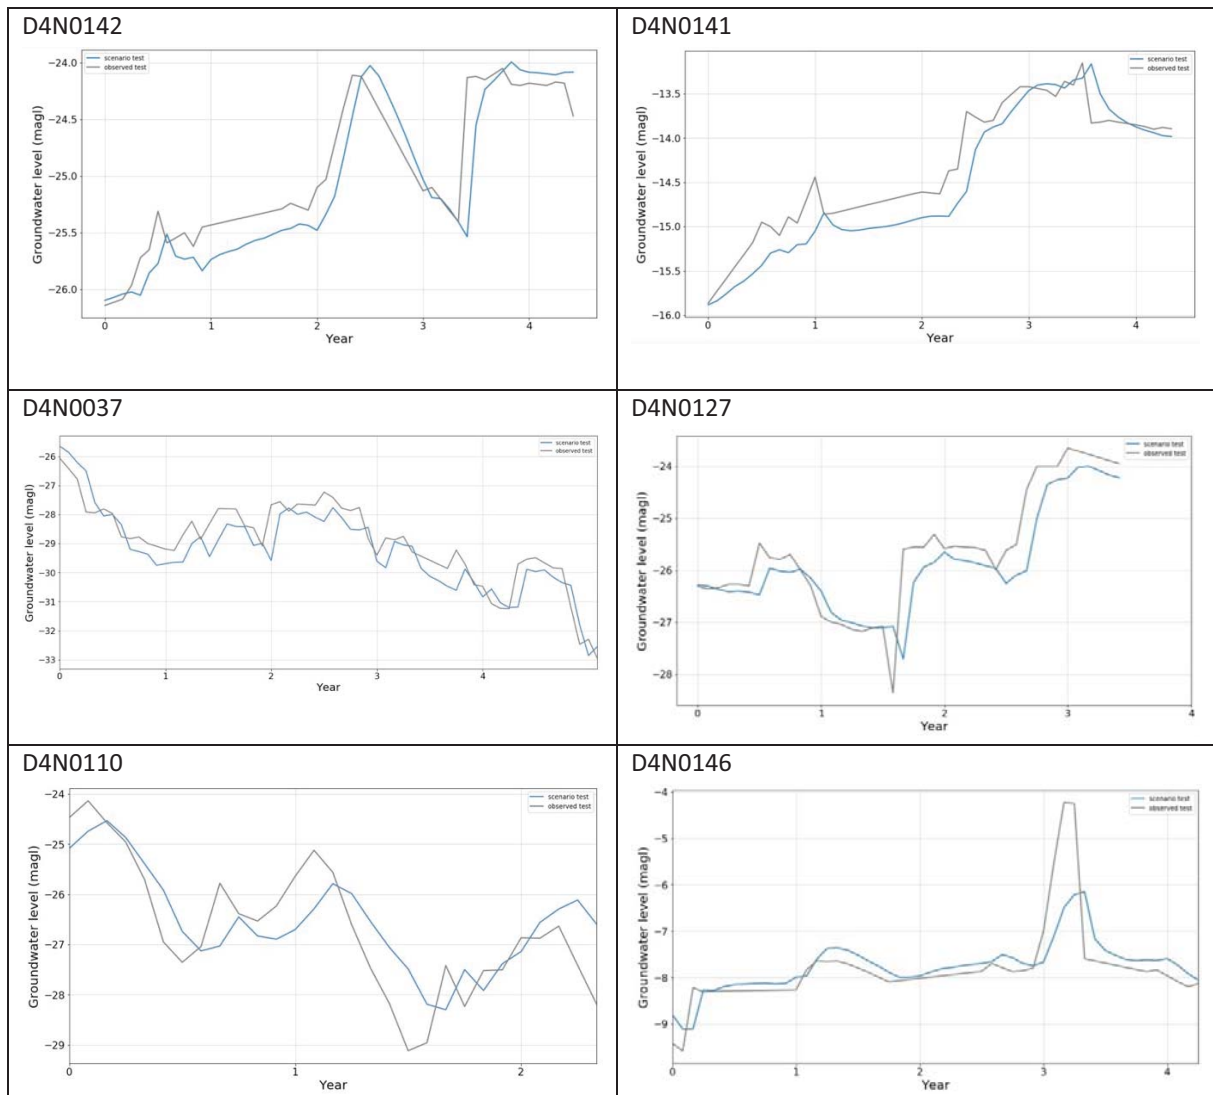 D4N0142
scenario test
observed test
−24.0
−24.5
−25.0
−25.5
−26.0
Groundwater level (magl)
0 1 2 3 4
Year
D4N0141
scenario test
observed test
−13.5
−14.0
−14.5
−15.0
−15.5
−16.0
Groundwater level (magl)
0 1 2 3 4
Year
D4N0037
scenario test
observed test
−26
−27
−28
−29
−30
−31
−32
−33
Groundwater level (magl)
0 1 2 3 4
Year
D4N0127
scenario test
observed test
−24
−25
−26
−27
−28
Groundwater level (magl)
0 1 2 3 4
Year
D4N0110
scenario test
observed test
−24
−25
−26
−27
−28
−29
Groundwater level (magl)
0 1 2
Year
D4N0146
scenario test
observed test
−4
−5
−6
−7
−8
−9
Groundwater level (magl)
0 1 2 3 4
Year